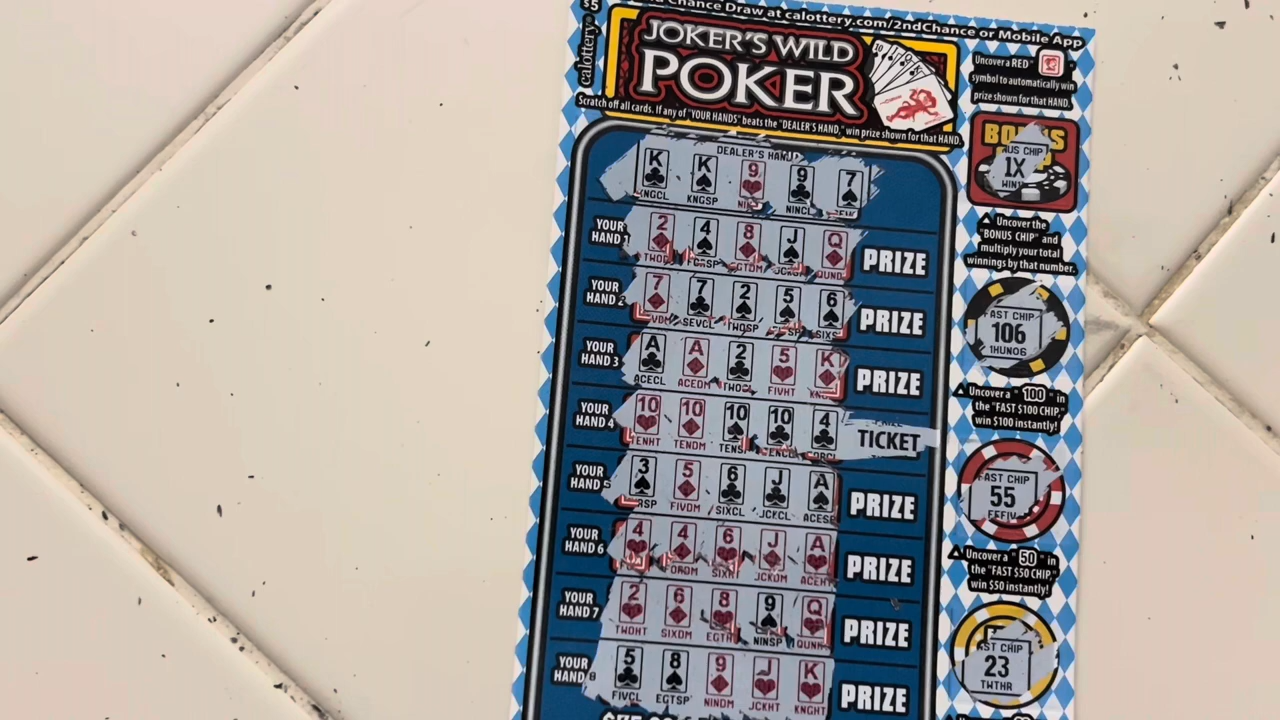 $5
Chance Draw at calottery.com/2ndChance or Mobile App
calottery
JOKER'S WILD
POKER
Scratch off all cards. If any of "YOUR HANDS" beats the "DEALER'S HAND," win prize shown for that HAND.
Uncover a RED
symbol to automatically win
prize shown for that HAND.
BONUS
CHIP
1X
WIN
Uncover the
"BONUS CHIP" and
multiply your total
winnings by that number.
DEALER'S HAND
K K 9 9 7
KNGCL KNGSP NINCL
YOUR
HAND 1
2 4 8 J Q
PRIZE
YOUR
HAND 2
7 7 2 5 6
SEVCL TWOSP SIXS
PRIZE
FAST CHIP
106
1HUN06
YOUR
HAND 3
A A 2 5 K
ACECL ACEDM FIVHT
PRIZE
Uncover a "100" in
the "FAST $100 CHIP,"
win $100 instantly!
YOUR
HAND 4
10 10 10 10 4
TENHT TENDM
TICKET
YOUR
HAND 5
3 5 6 J A
FIVDM SIXCL JCKCL ACES
PRIZE
FAST CHIP
55
YOUR
HAND 6
4 4 6 J A
SIXHT JCKDM ACEHT
PRIZE
Uncover a "50" in
the "FAST $50 CHIP,"
win $50 instantly!
YOUR
HAND 7
2 6 8 9 Q
TWOHT SIXDM EGTH NINSP QUNH
PRIZE
CHIP
23
TWTHR
YOUR
HAND 8
5 8 9 J K
FIVCL EGTSP NINDM JCKHT KNGHT
PRIZE